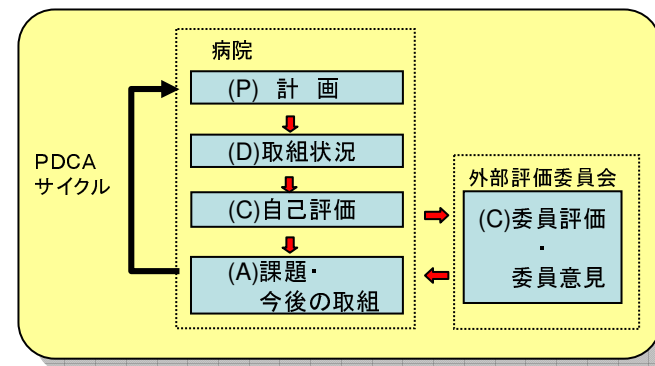 病院
(P) 計 画
(D)取組状況
(C)自己評価
(A)課題・
今後の取組
PDCA
サイクル
外部評価委員会
(C)委員評価
・
委員意見